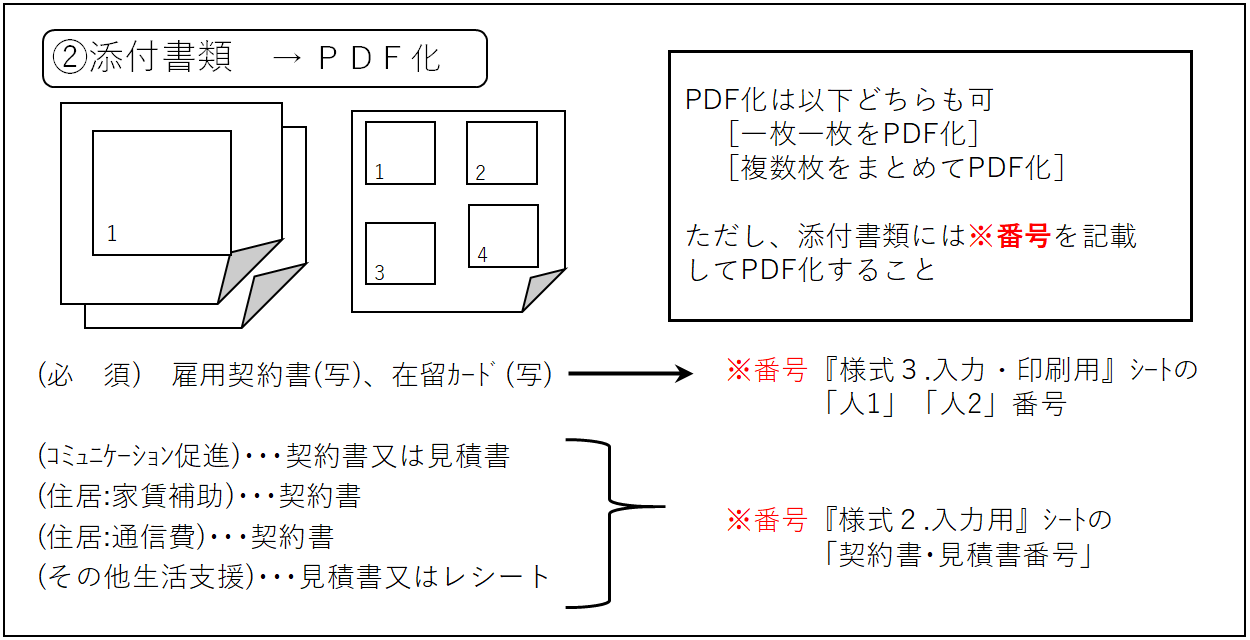 ②添付書類　→ＰＤＦ化
1
1
2
3
4
PDF化は以下どちらも可
［一枚一枚をPDF化］
［複数枚をまとめてPDF化］
ただし、添付書類には※番号を記載
してPDF化すること
(必　須)　雇用契約書(写)、在留ｶｰﾄﾞ(写)
※番号『様式３.入力・印刷用』ｼｰﾄの
「人1」「人2」番号
(ｺﾐｭﾆｹｰｼｮﾝ促進)･･･契約書又は見積書
(住居:家賃補助)･･･契約書
(住居:通信費)･･･契約書
(その他生活支援)･･･見積書又はレシート
※番号『様式２.入力用』ｼｰﾄの
「契約書･見積書番号」